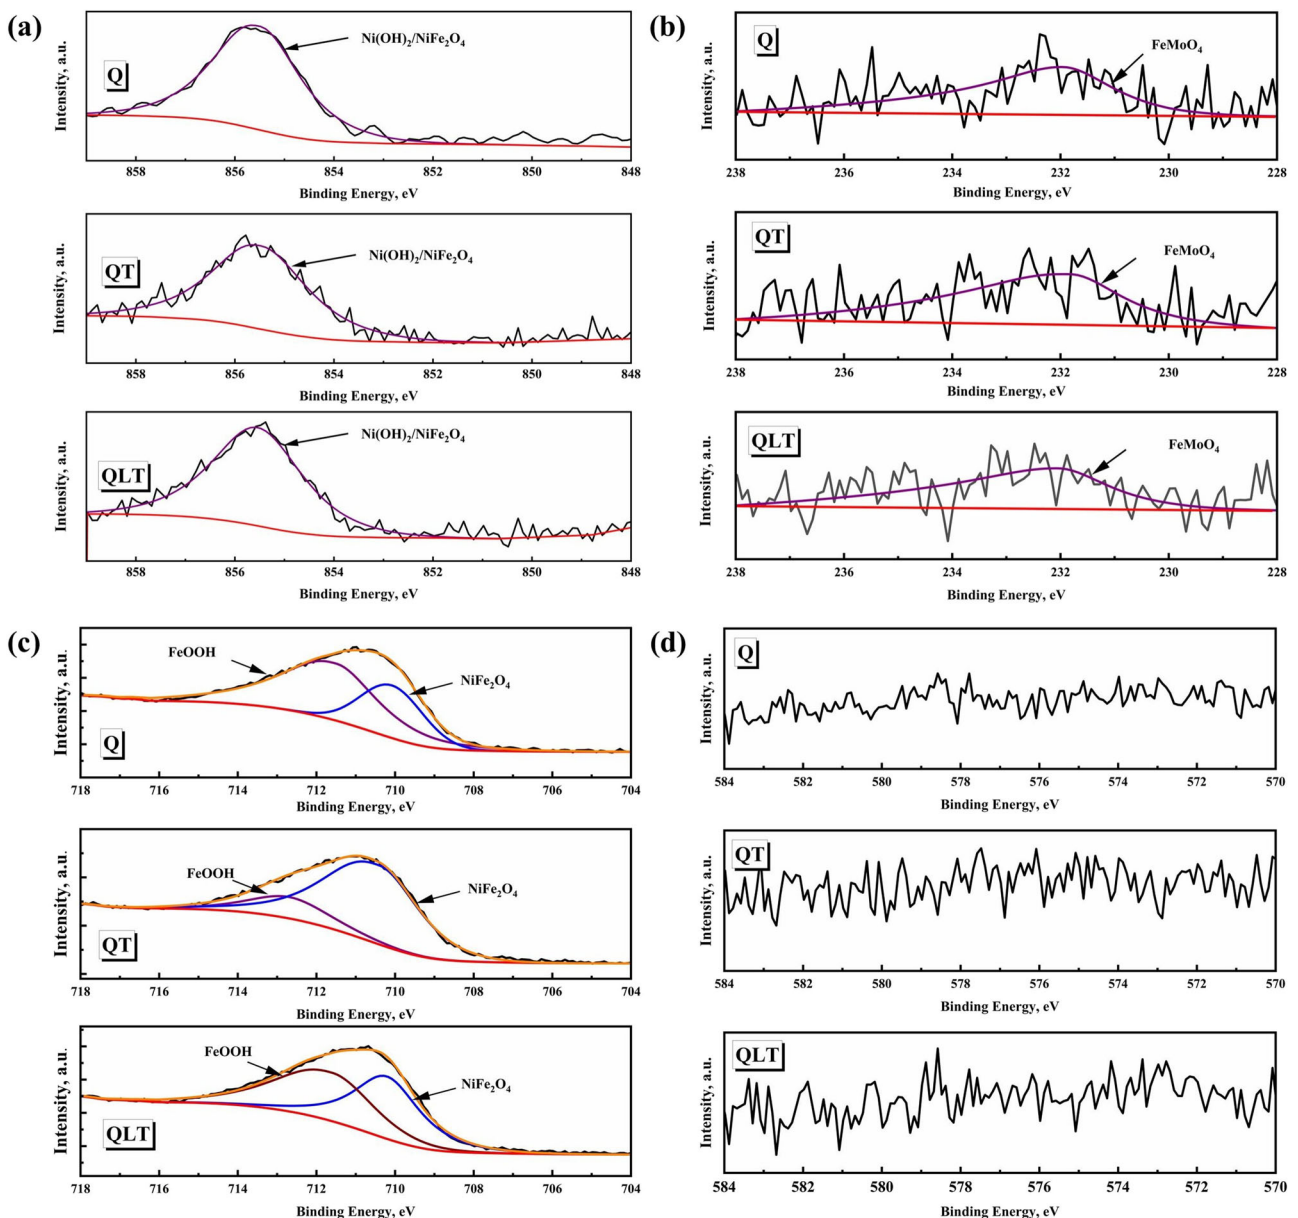 (a)
Intensity, a.u.
Q
Ni(OH)₂/NiFe₂O₄
858 856 854 852 850 848
Binding Energy, eV
Intensity, a.u.
QT
Ni(OH)₂/NiFe₂O₄
858 856 854 852 850 848
Binding Energy, eV
Intensity, a.u.
QLT
Ni(OH)₂/NiFe₂O₄
858 856 854 852 850 848
Binding Energy, eV
(b)
Intensity, a.u.
Q
FeMoO₄
238 236 234 232 230 228
Binding Energy, eV
Intensity, a.u.
QT
FeMoO₄
238 236 234 232 230 228
Binding Energy, eV
Intensity, a.u.
QLT
FeMoO₄
238 236 234 232 230 228
Binding Energy, eV
(c)
Intensity, a.u.
FeOOH
NiFe₂O₄
Q
718 716 714 712 710 708 706 704
Binding Energy, eV
Intensity, a.u.
FeOOH
NiFe₂O₄
QT
718 716 714 712 710 708 706 704
Binding Energy, eV
Intensity, a.u.
FeOOH
NiFe₂O₄
QLT
718 716 714 712 710 708 706 704
Binding Energy, eV
(d)
Intensity, a.u.
Q
584 582 580 578 576 574 572 570
Binding Energy, eV
Intensity, a.u.
QT
584 582 580 578 576 574 572 570
Binding Energy, eV
Intensity, a.u.
QLT
584 582 580 578 576 574 572 570
Binding Energy, eV